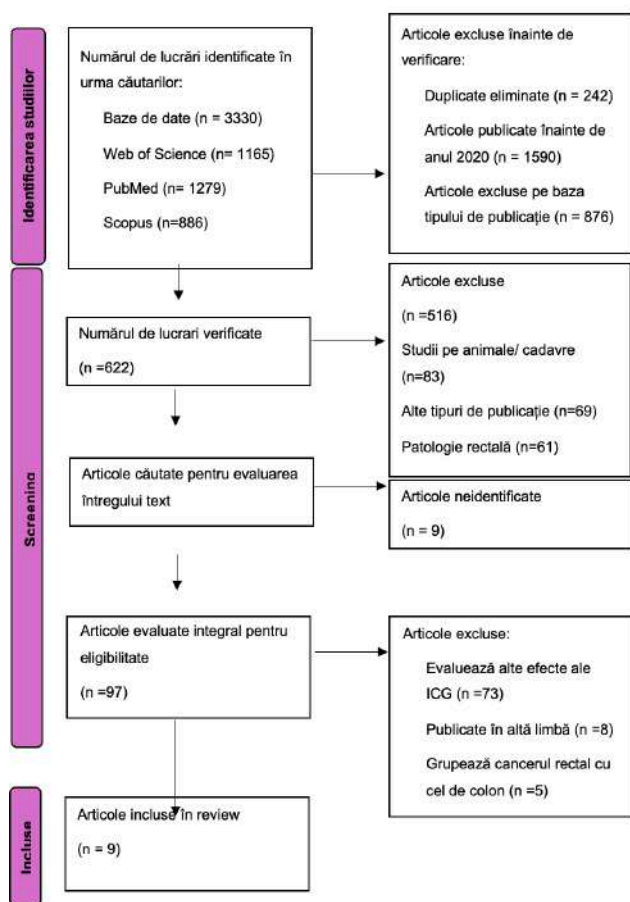 Identificarea studiilor
Numărul de lucrări identificate în
urma căutarilor:
Baze de date (n = 3330)
Web of Science (n= 1165)
PubMed (n= 1279)
Scopus (n=886)
Articole excluse înainte de
verificare:
Duplicate eliminate (n = 242)
Articole publicate înainte de
anul 2020 (n = 1590)
Articole excluse pe baza
tipului de publicație (n = 876)
Screening
Numărul de lucrari verificate
(n =622)
Articole excluse
(n =516)
Studii pe animale/ cadavre
(n=83)
Alte tipuri de publicație (n=69)
Patologie rectală (n=61)
Articole căutate pentru evaluarea
întregului text
Articole neidentificate
(n = 9)
Articole evaluate integral pentru
eligibilitate
(n =97)
Articole excluse:
Evaluează alte efecte ale
ICG (n =73)
Publicate în altă limbă (n =8)
Grupează cancerul rectal cu
cel de colon (n =5)
Incluse
Articole incluse în review
(n = 9)